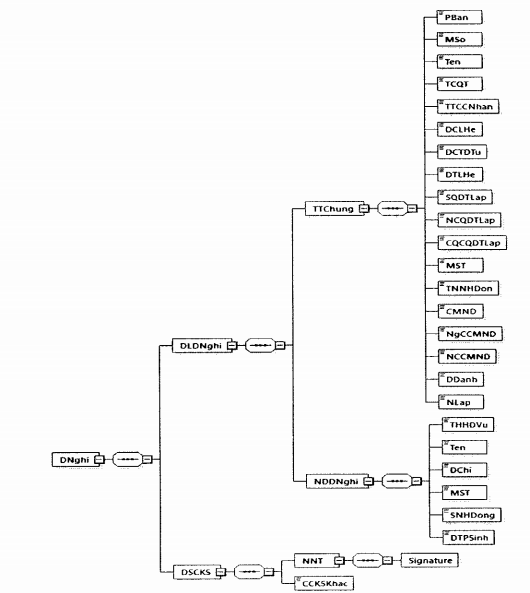 PBan
MSo
Ten
TCQT
TTCCNhan
DCLHe
DCTDTu
DTLHe
SQDTLap
NCQDTLap
CQCQDTLap
MST
TNNHDon
CMND
NgCCMND
NCCMND
DDanh
NLap
TTChung
DLDNghi
THHDVu
Ten
DChi
MST
SNHDong
DTPSinh
NDDNghi
DNghi
NNT
Signature
DSCKS
CCKSKhac